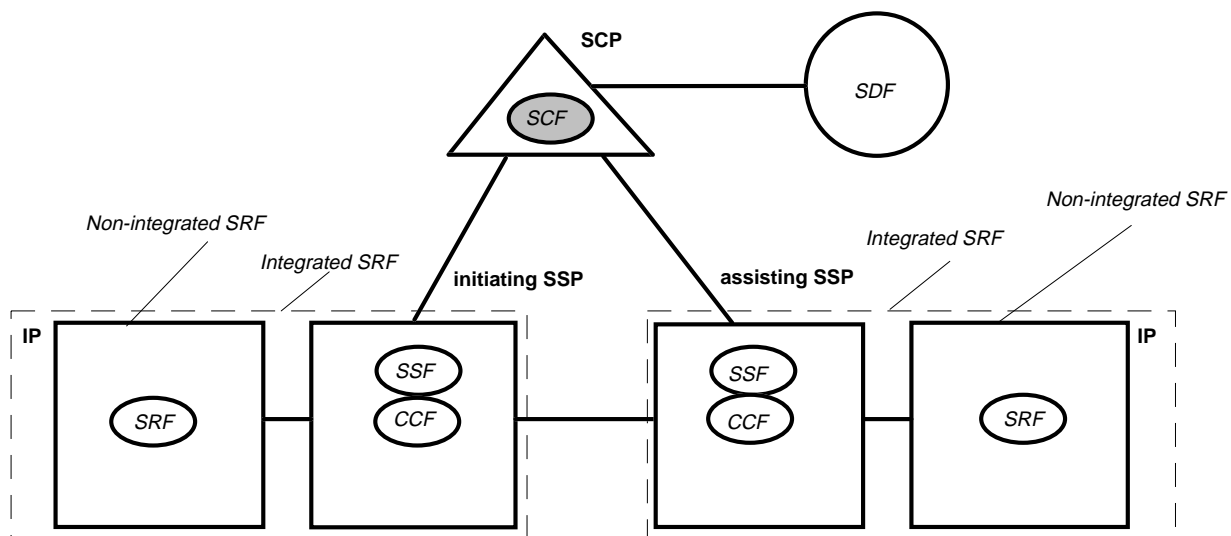 SCP
SDF
SCF
Non-integrated SRF
Non-integrated SRF
Integrated SRF
Integrated SRF
initiating SSP
assisting SSP
IP
IP
SSF
SSF
SRF
CCF
CCF
SRF